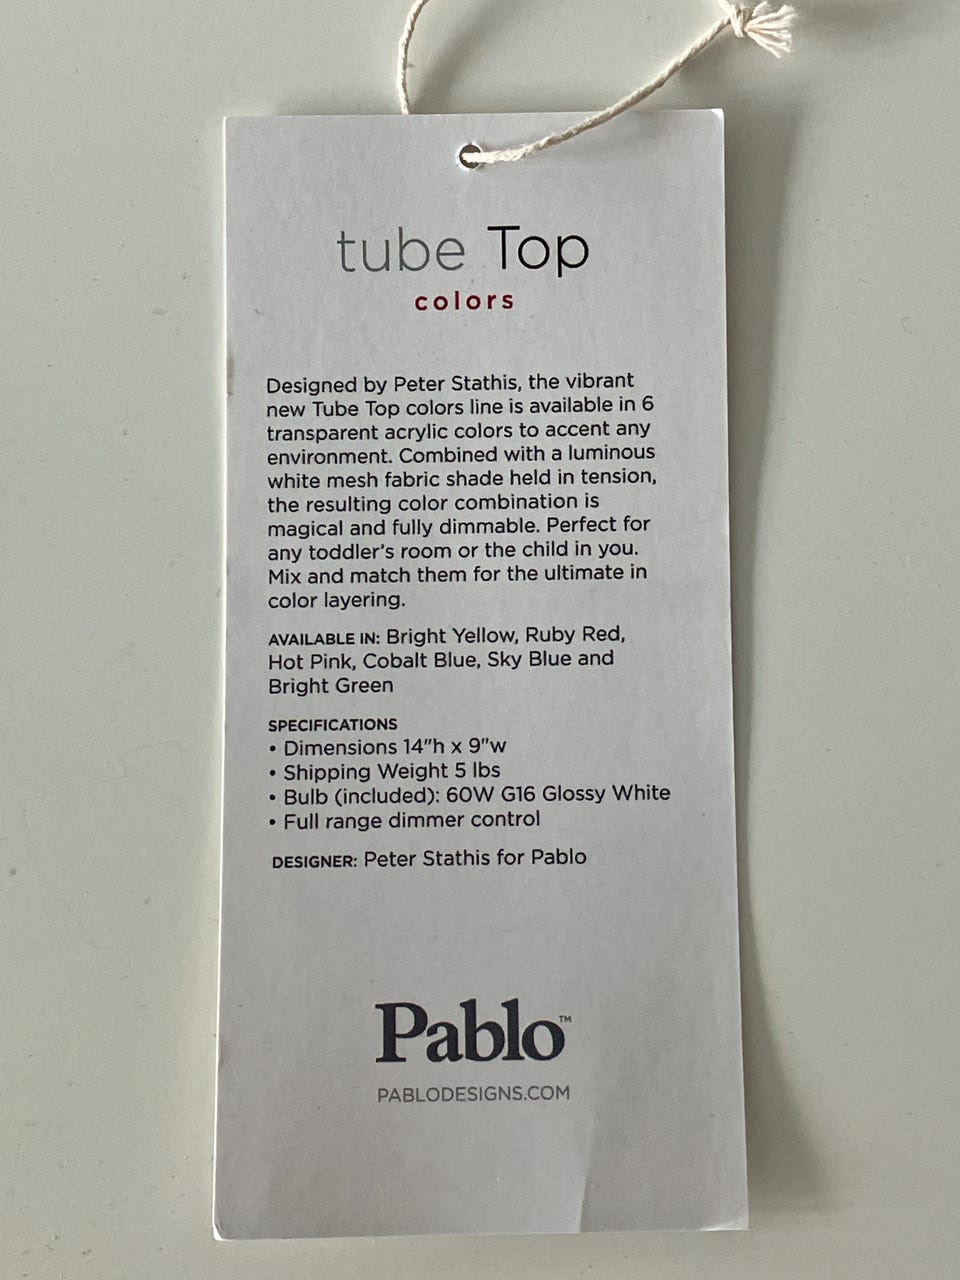 tube Top
colors
Designed by Peter Stathis, the vibrant
new Tube Top colors line is available in 6
transparent acrylic colors to accent any
environment. Combined with a luminous
white mesh fabric shade held in tension,
the resulting color combination is
magical and fully dimmable. Perfect for
any toddler’s room or the child in you.
Mix and match them for the ultimate in
color layering.
AVAILABLE IN: Bright Yellow, Ruby Red,
Hot Pink, Cobalt Blue, Sky Blue and
Bright Green
SPECIFICATIONS
• Dimensions 14"h x 9"w
• Shipping Weight 5 lbs
• Bulb (included): 60W G16 Glossy White
• Full range dimmer control
DESIGNER: Peter Stathis for Pablo
Pablo™
PABLODESIGNS.COM